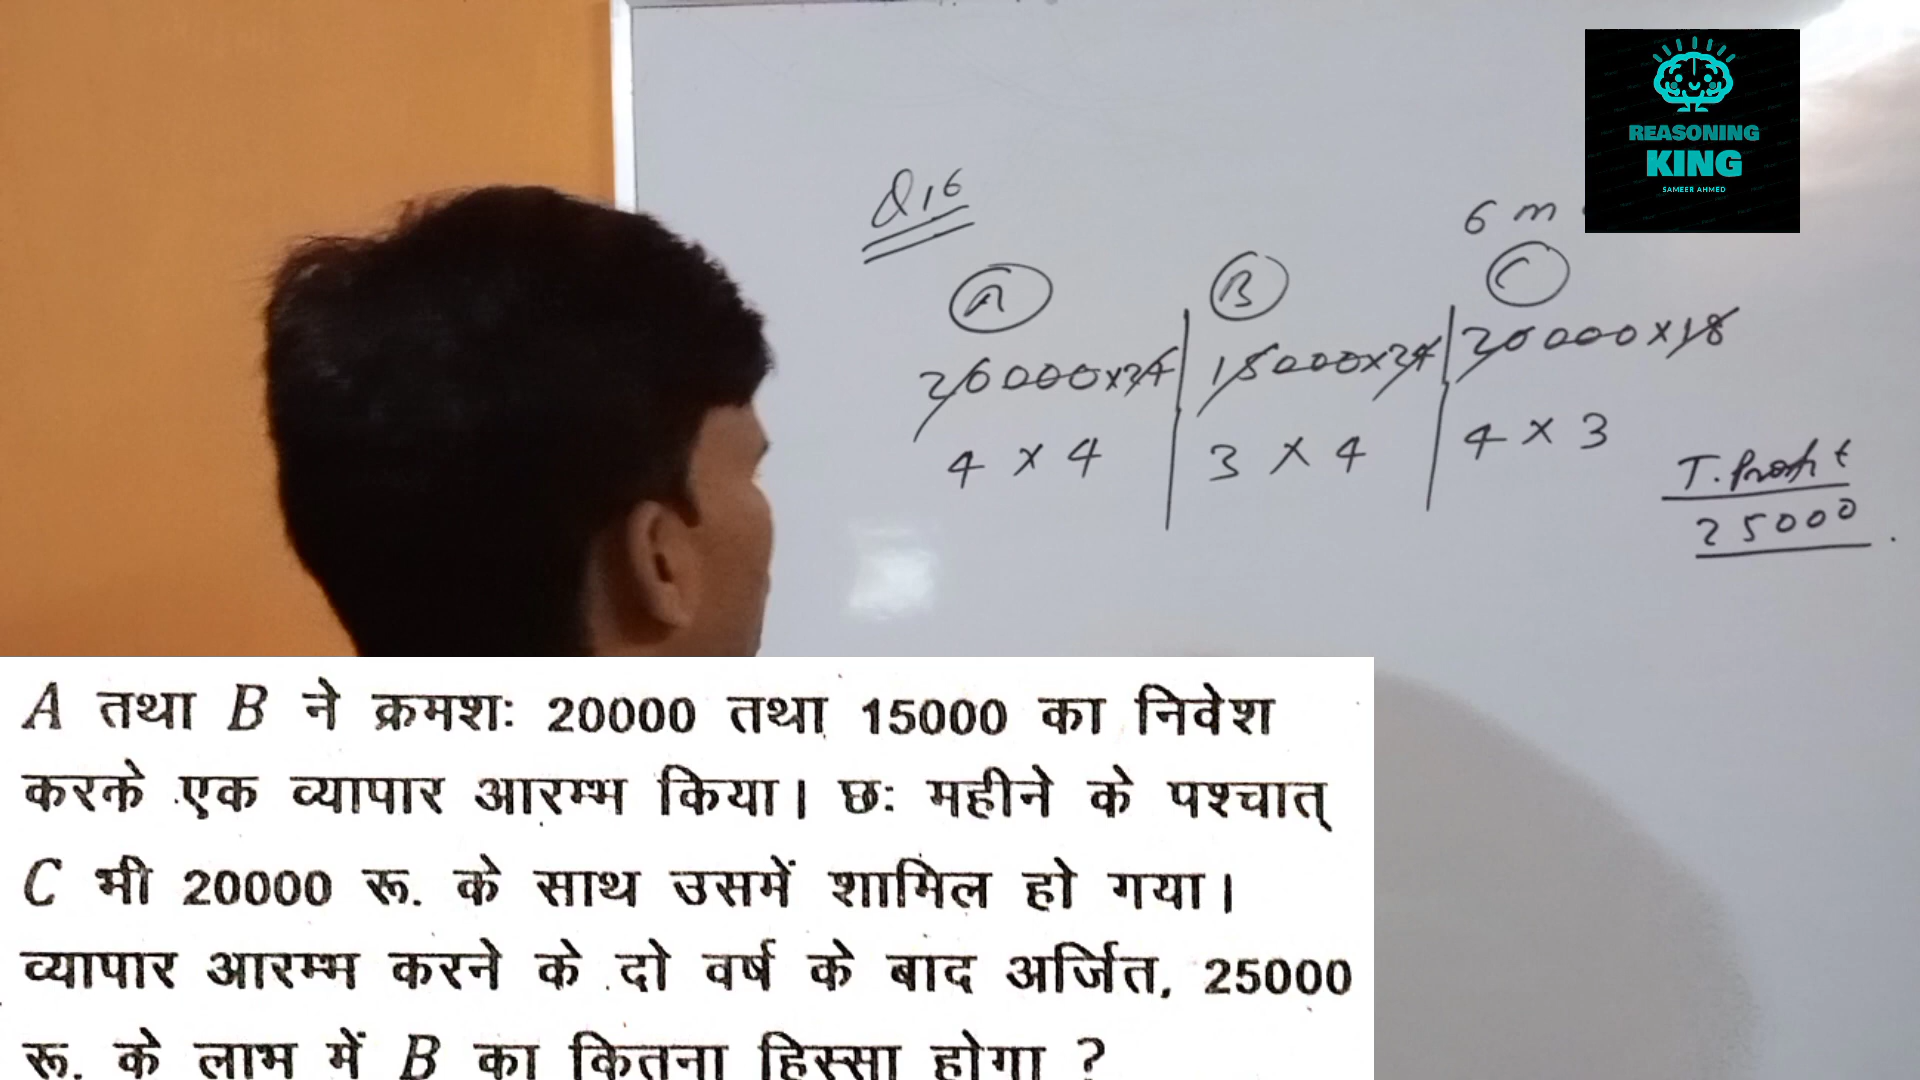 REASONING
KING
SAMEER AHMED
Q16
6 m
A B C
20000×24 15000×24 20000×18
4 × 4 3 × 4 4 × 3
T. Profit
25000
A तथा B ने क्रमशः 20000 तथा 15000 का निवेश
करके एक व्यापार आरम्भ किया। छः महीने के पश्चात्
C भी 20000 रू. के साथ उसमें शामिल हो गया।
व्यापार आरम्भ करने के दो वर्ष के बाद अर्जित, 25000
रू. के लाभ में B का कितना हिस्सा होगा ?